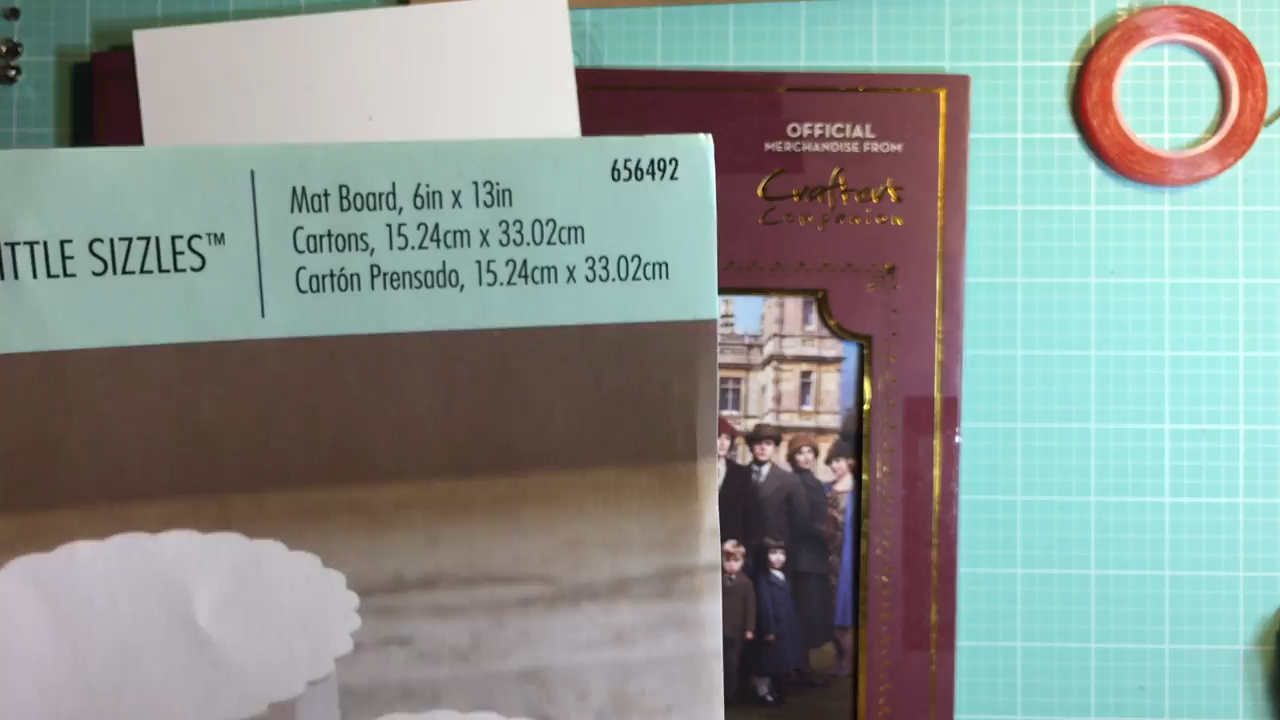 656492
Mat Board, 6in x 13in
ITTLE SIZZLES™
Cartons, 15.24cm x 33.02cm
Cartón Prensado, 15.24cm x 33.02cm
OFFICIAL
MERCHANDISE FROM
Crafter's
Companion